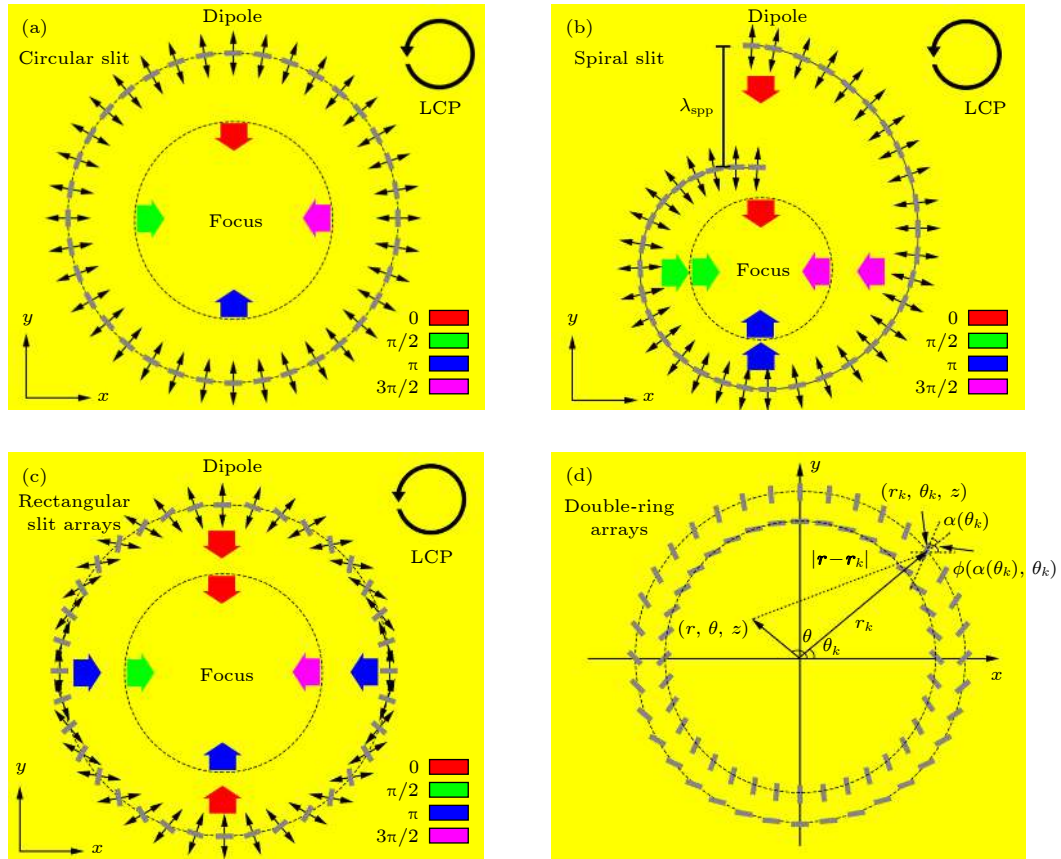 (a)
Dipole
Circular slit
LCP
Focus
y
x
0
π/2
π
3π/2
(b)
Dipole
Spiral slit
LCP
λspp
Focus
y
x
0
π/2
π
3π/2
(c)
Dipole
Rectangular
slit arrays
LCP
Focus
y
x
0
π/2
π
3π/2
(d)
y
Double-ring
arrays
(rk, θk, z)
α(θk)
|r−rk|
ϕ(α(θk), θk)
(r, θ, z)
θ
θk
rk
x